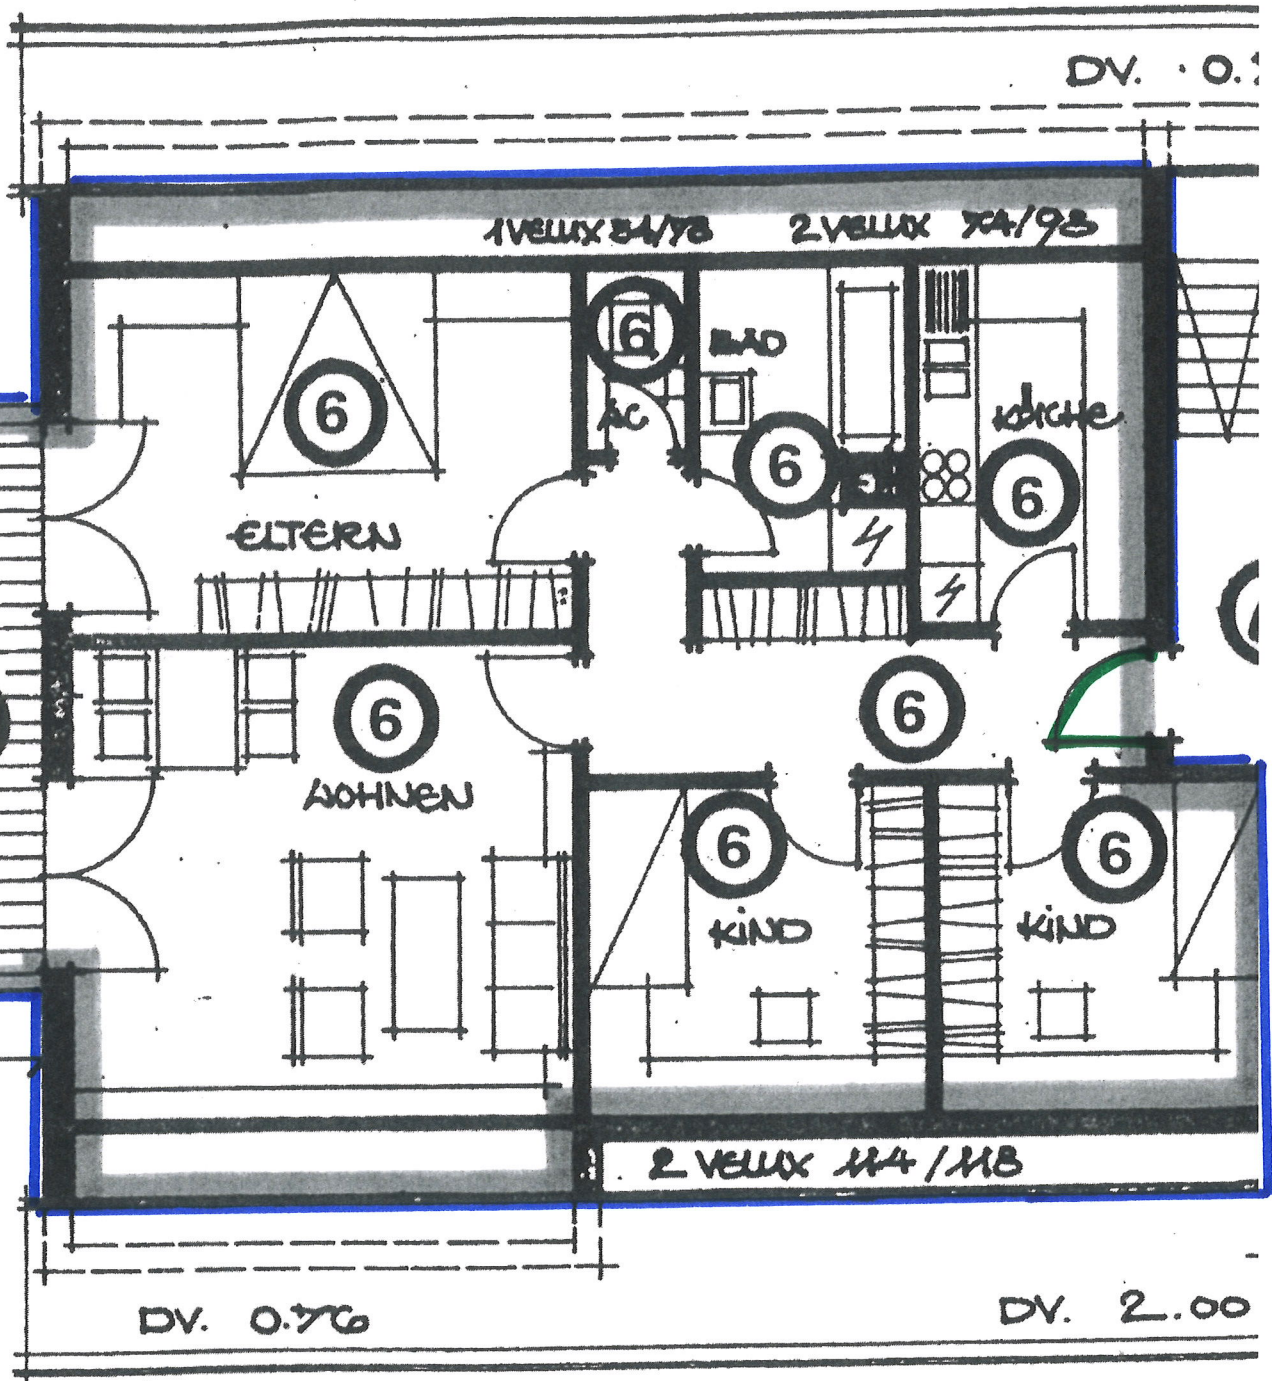 DV. · 0.
1 VELUX 54/78 2 VELUX 74/98
6
BAD
6
AC
KÜCHE
6
6
ELTERN
6
6
WOHNEN
6
6
KIND
KIND
2 VELUX 114/118
DV. 0.76
DV. 2.00